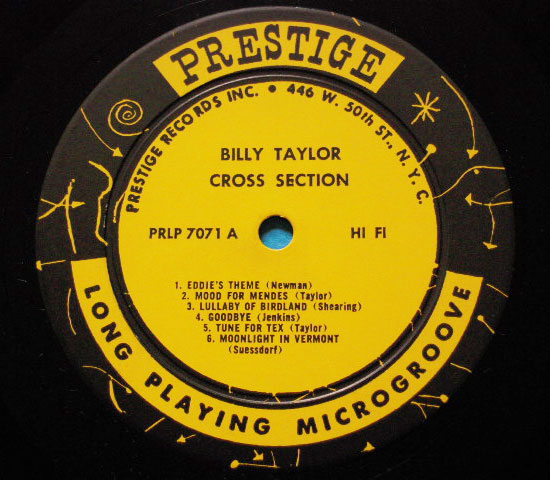 PRESTIGE
PRESTIGE RECORDS INC. • 446 W. 50th ST., N. Y. C.
BILLY TAYLOR
CROSS SECTION
PRLP 7071 A HI FI
1. EDDIE'S THEME (Newman)
2. MOOD FOR MENDES (Taylor)
3. LULLABY OF BIRDLAND (Shearing)
4. GOODBYE (Jenkins)
5. TUNE FOR TEX (Taylor)
6. MOONLIGHT IN VERMONT
(Suessdorf)
LONG PLAYING MICROGROOVE